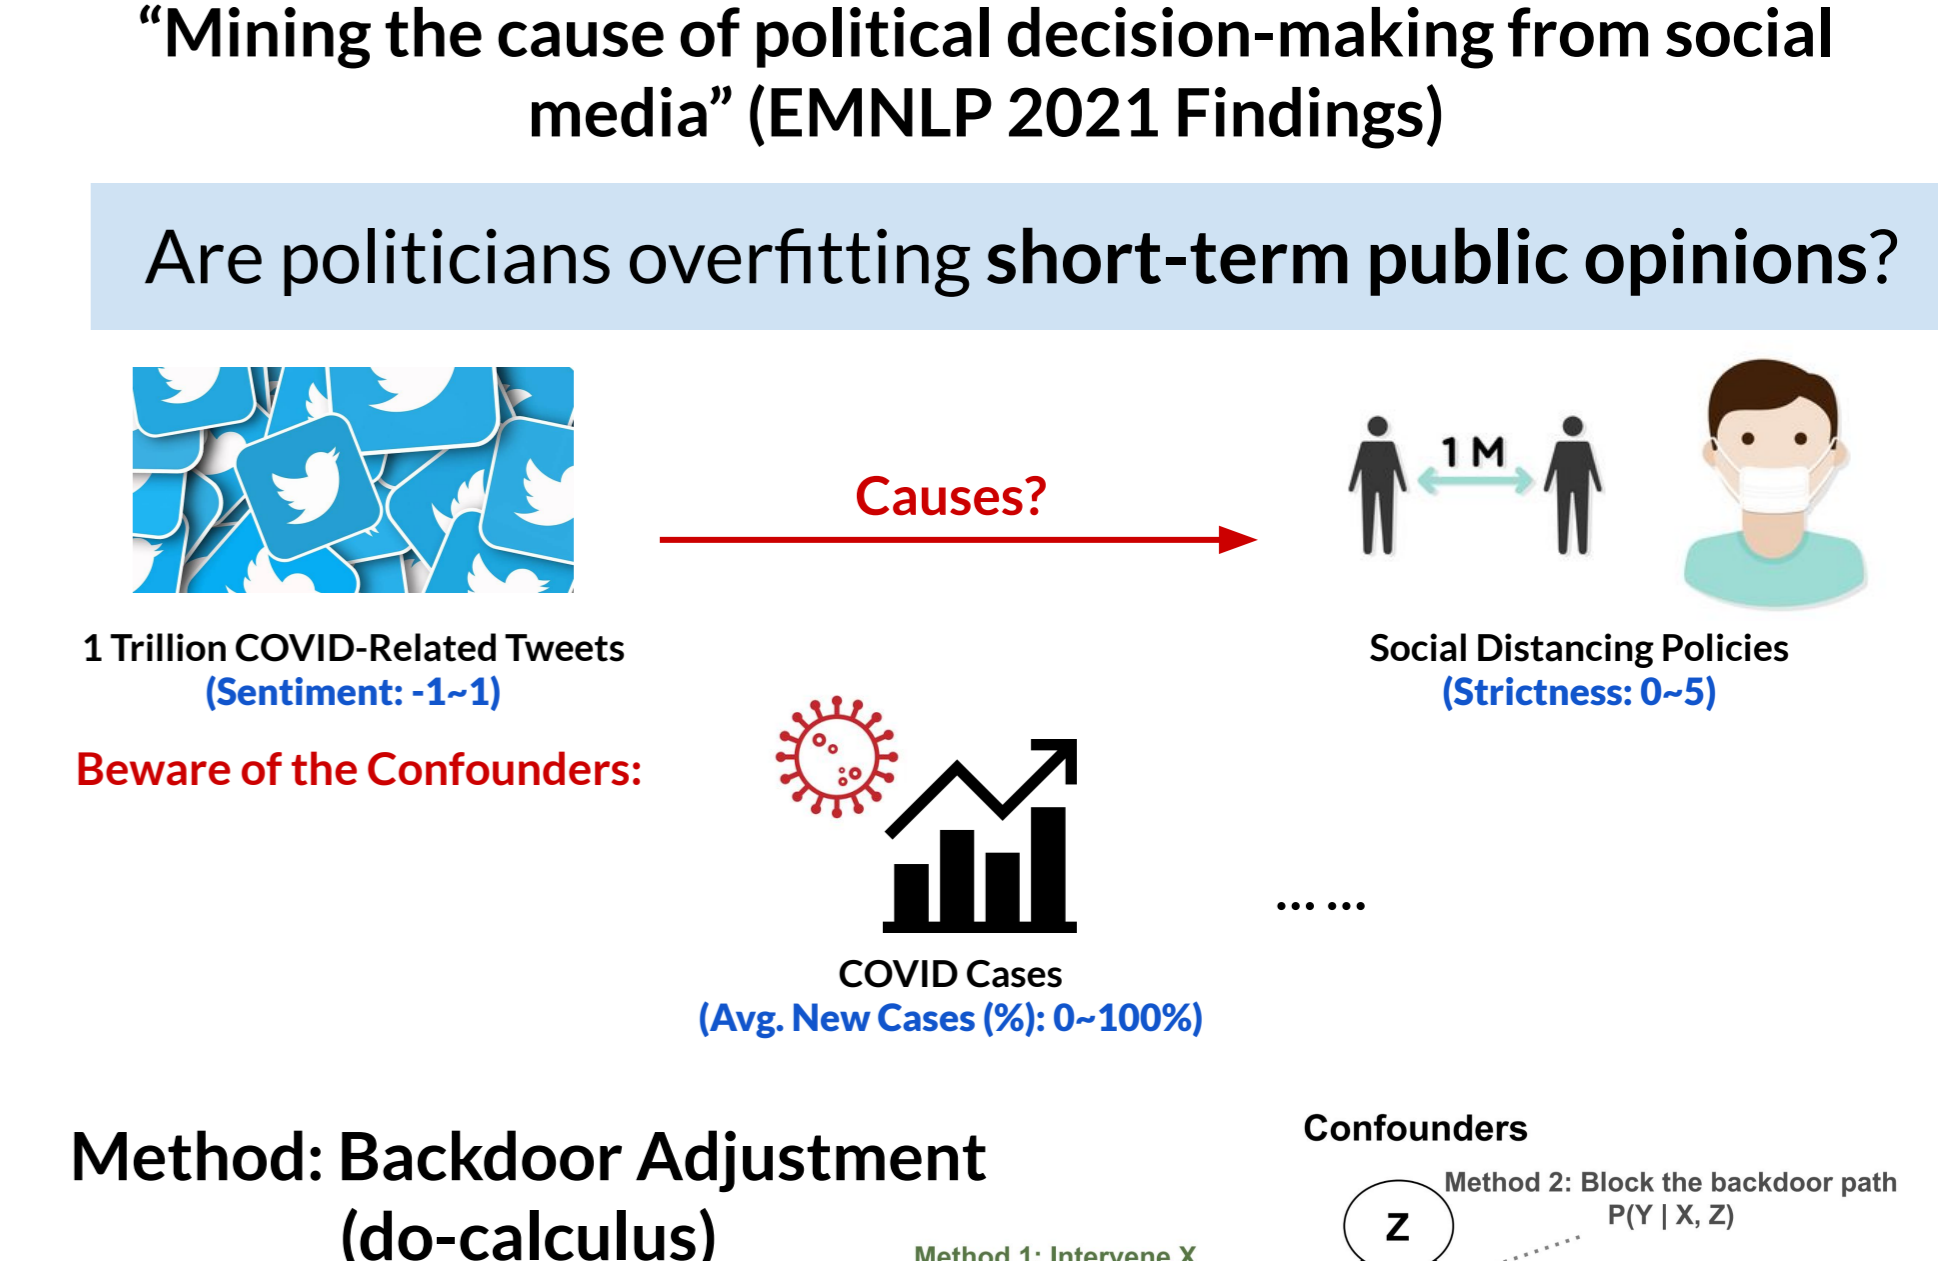 “Mining the cause of political decision-making from social
media” (EMNLP 2021 Findings)
Are politicians overfitting short-term public opinions?
Causes?
1 M
1 Trillion COVID-Related Tweets
(Sentiment: -1~1)
Social Distancing Policies
(Strictness: 0~5)
Beware of the Confounders:
... ...
COVID Cases
(Avg. New Cases (%): 0~100%)
Method: Backdoor Adjustment
(do-calculus)
Confounders
Method 2: Block the backdoor path
P(Y | X, Z)
Z
Method 1: Intervene X